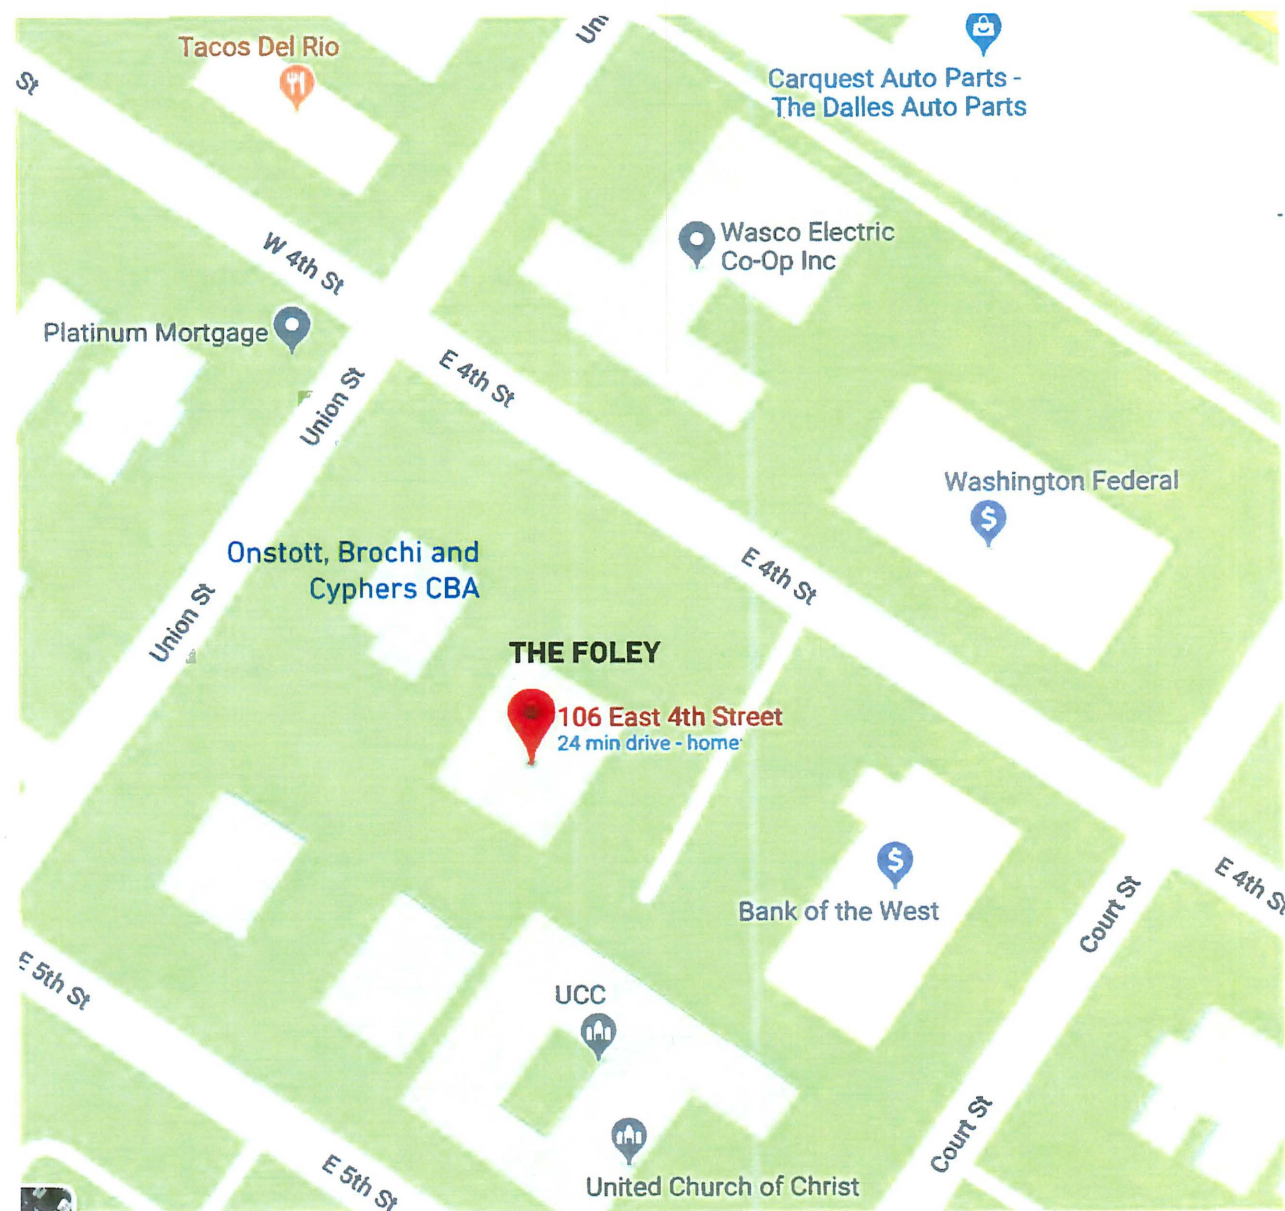 Uni
Tacos Del Rio
St
Carquest Auto Parts -
The Dalles Auto Parts
W 4th St
Wasco Electric
Co-Op Inc
Platinum Mortgage
E 4th St
Union St
Washington Federal
Onstott, Brochi and
Cyphers CBA
E 4th St
Union St
THE FOLEY
106 East 4th Street
24 min drive - home
Bank of the West
E 4th St
Court St
E 5th St
UCC
Court St
E 5th St
United Church of Christ